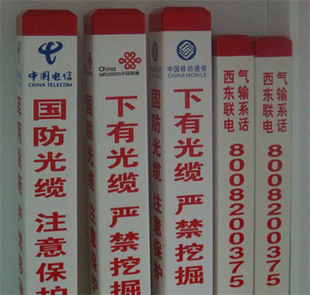 中国电信
CHINA TELECOM
国防光缆 注意保护
China
unicom中国联通
下有光缆 严禁挖掘
中国移动通信
CHINA MOBILE
下有光缆 严禁挖掘
西气东输
联系电话
8008200375
西气东输
联系电话
8008200375